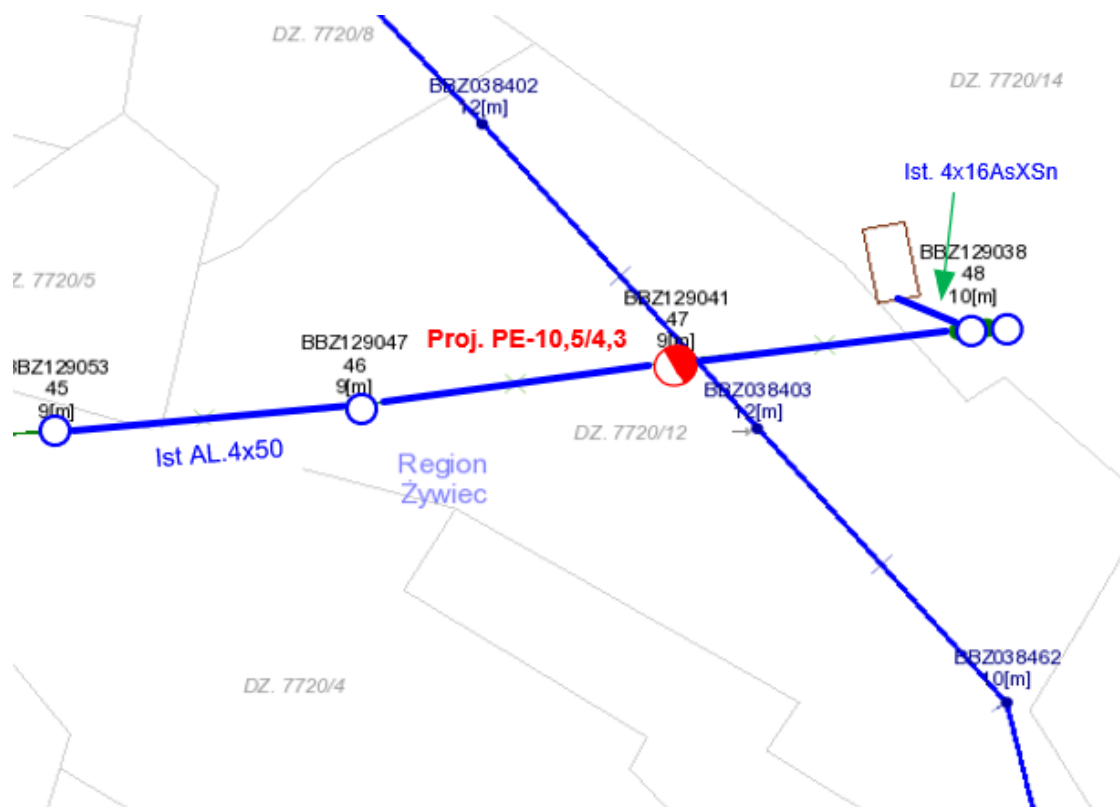 DZ. 7720/8
DZ. 7720/14
BBZ038402
12[m]
Ist. 4x16AsXSn
BBZ129038
48
10[m]
Z. 7720/5
BBZ129041
47
9[m]
Proj. PE-10,5/4,3
BBZ129047
46
9[m]
BBZ129053
45
9[m]
BBZ038403
12[m]
DZ. 7720/12
Ist AL.4x50
Region
Żywiec
BBZ038462
10[m]
DZ. 7720/4